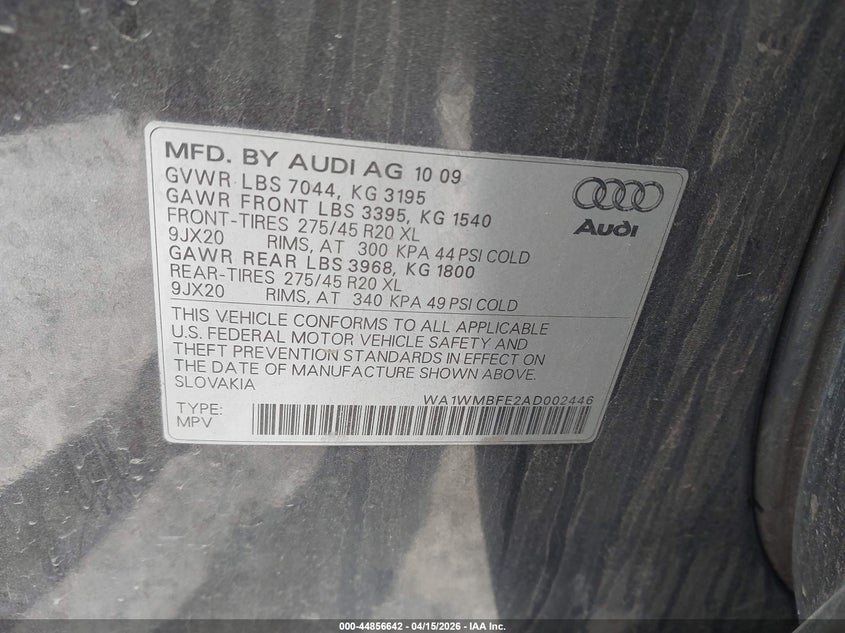 MFD. BY AUDI AG 10 09
GVWR LBS 7044, KG 3195
GAWR FRONT LBS 3395, KG 1540
FRONT-TIRES 275/45 R20 XL
9JX20 RIMS, AT 300 KPA 44 PSI COLD
GAWR REAR LBS 3968, KG 1800
REAR-TIRES 275/45 R20 XL
9JX20 RIMS, AT 340 KPA 49 PSI COLD
Audi
THIS VEHICLE CONFORMS TO ALL APPLICABLE
U.S. FEDERAL MOTOR VEHICLE SAFETY AND
THEFT PREVENTION STANDARDS IN EFFECT ON
THE DATE OF MANUFACTURE SHOWN ABOVE.
SLOVAKIA
WA1WMBFE2AD002446
TYPE:
MPV
000-44856642 - 04/15/2026 - IAA Inc.